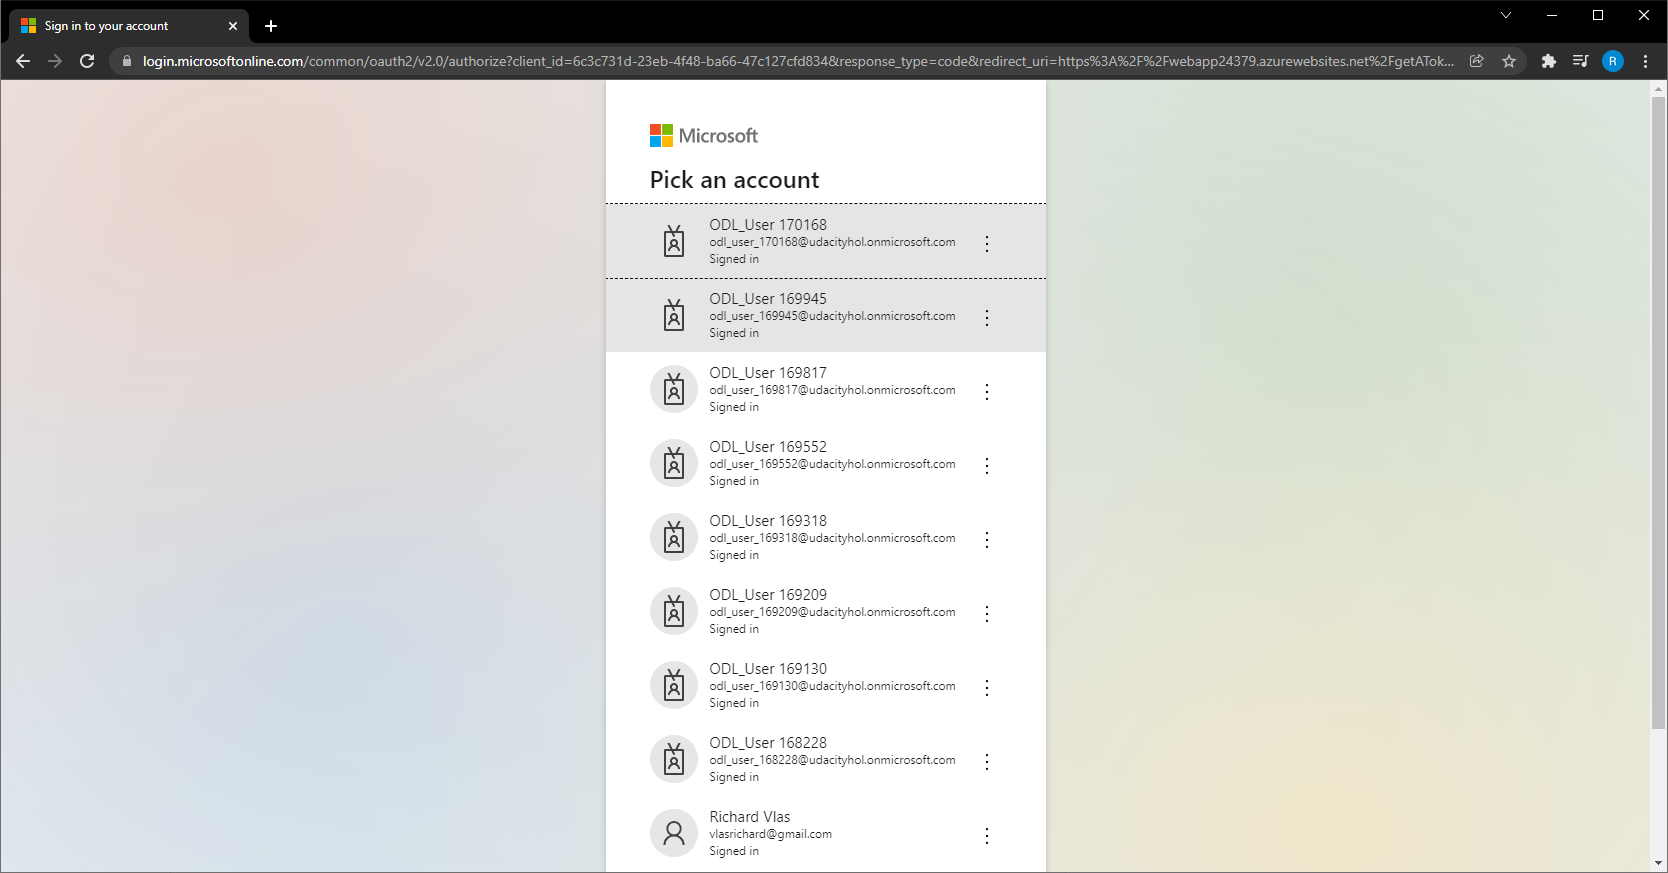 Sign in to your account
login.microsoftonline.com/common/oauth2/v2.0/authorize?client_id=6c3c731d-23eb-4f48-ba66-47c127cfd834&response_type=code&redirect_uri=https%3A%2F%2Fwebapp24379.azurewebsites.net%2FgetATok...
R
Microsoft
Pick an account
ODL_User 170168
odl_user_170168@udacityhol.onmicrosoft.com
Signed in
ODL_User 169945
odl_user_169945@udacityhol.onmicrosoft.com
Signed in
ODL_User 169817
odl_user_169817@udacityhol.onmicrosoft.com
Signed in
ODL_User 169552
odl_user_169552@udacityhol.onmicrosoft.com
Signed in
ODL_User 169318
odl_user_169318@udacityhol.onmicrosoft.com
Signed in
ODL_User 169209
odl_user_169209@udacityhol.onmicrosoft.com
Signed in
ODL_User 169130
odl_user_169130@udacityhol.onmicrosoft.com
Signed in
ODL_User 168228
odl_user_168228@udacityhol.onmicrosoft.com
Signed in
Richard Vlas
vlasrichard@gmail.com
Signed in